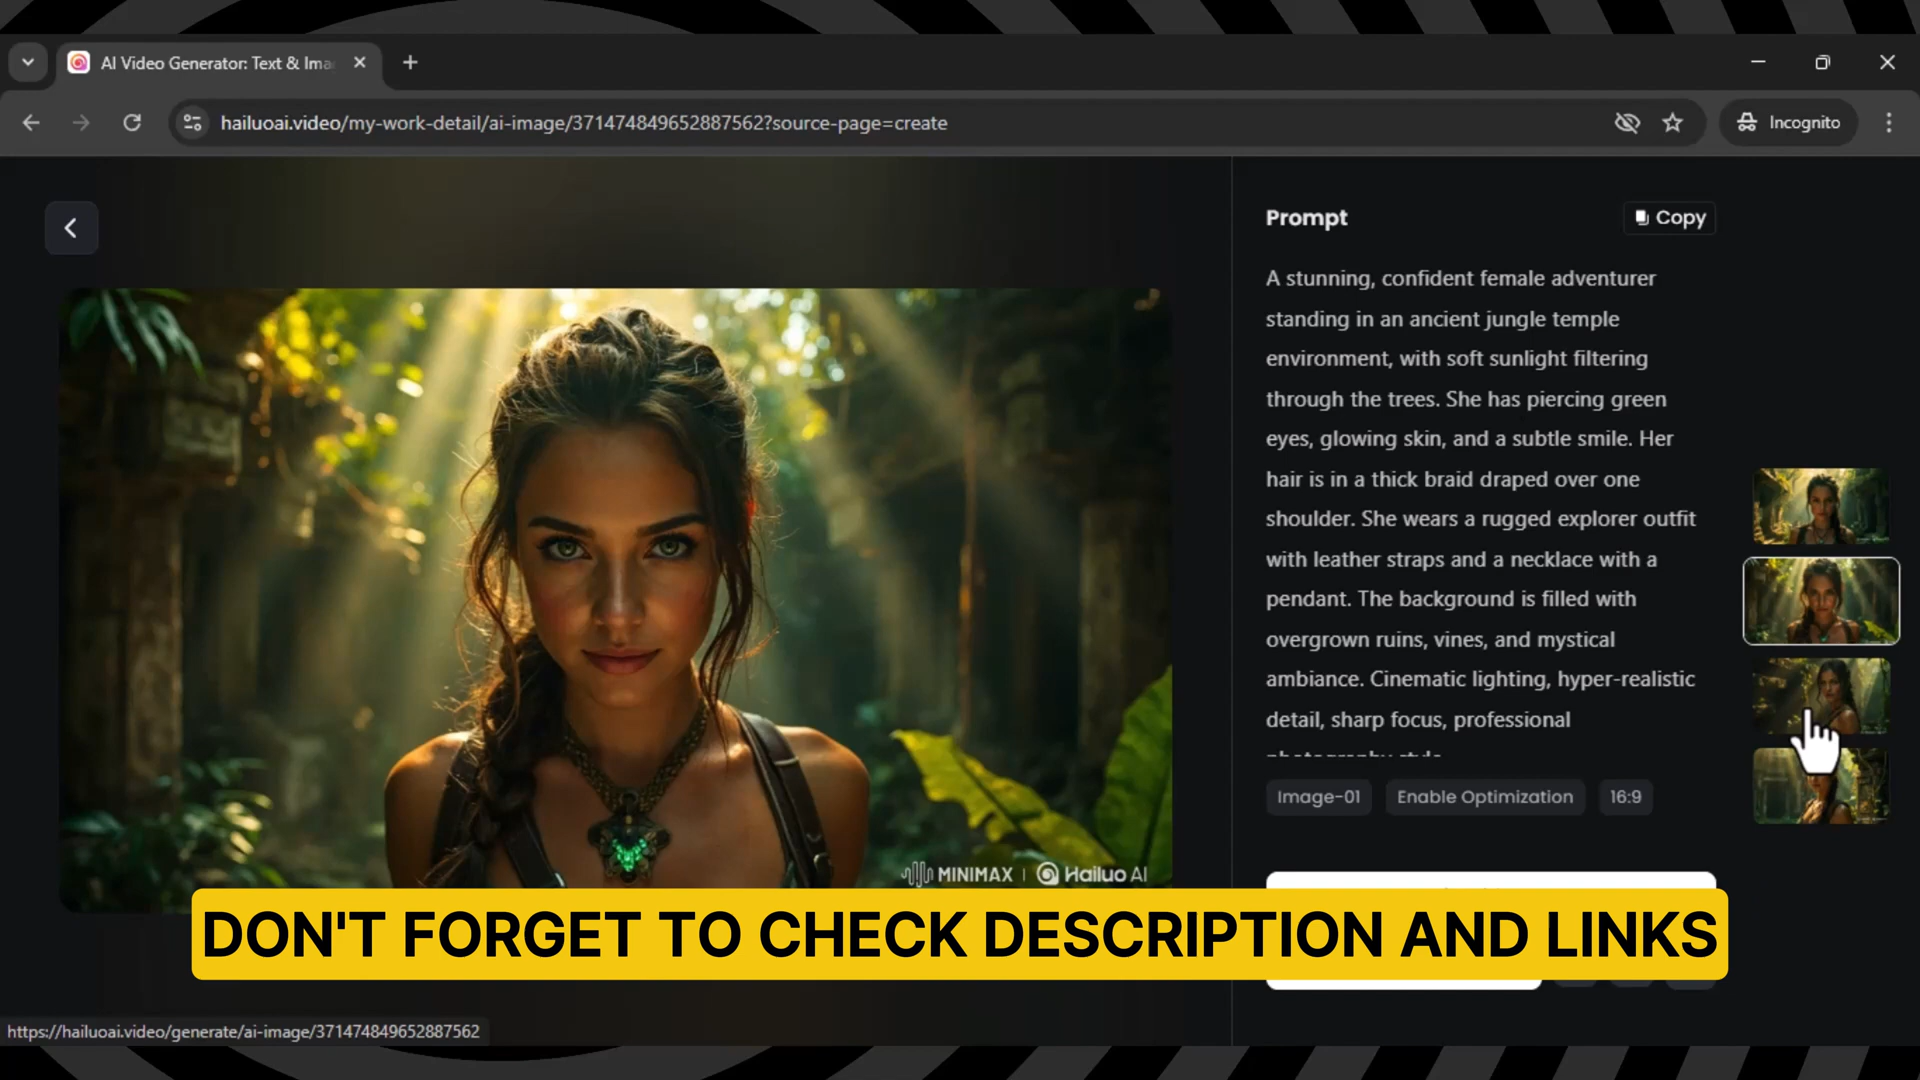 AI Video Generator: Text & Ima
hailuoai.video/my-work-detail/ai-image/371474849652887562?source-page=create
Incognito
Prompt
Copy
A stunning, confident female adventurer
standing in an ancient jungle temple
environment, with soft sunlight filtering
through the trees. She has piercing green
eyes, glowing skin, and a subtle smile. Her
hair is in a thick braid draped over one
shoulder. She wears a rugged explorer outfit
with leather straps and a necklace with a
pendant. The background is filled with
overgrown ruins, vines, and mystical
ambiance. Cinematic lighting, hyper-realistic
detail, sharp focus, professional
photography style
Image-01
Enable Optimization
16:9
MINIMAX | Hailuo AI
DON'T FORGET TO CHECK DESCRIPTION AND LINKS
https://hailuoai.video/generate/ai-image/371474849652887562